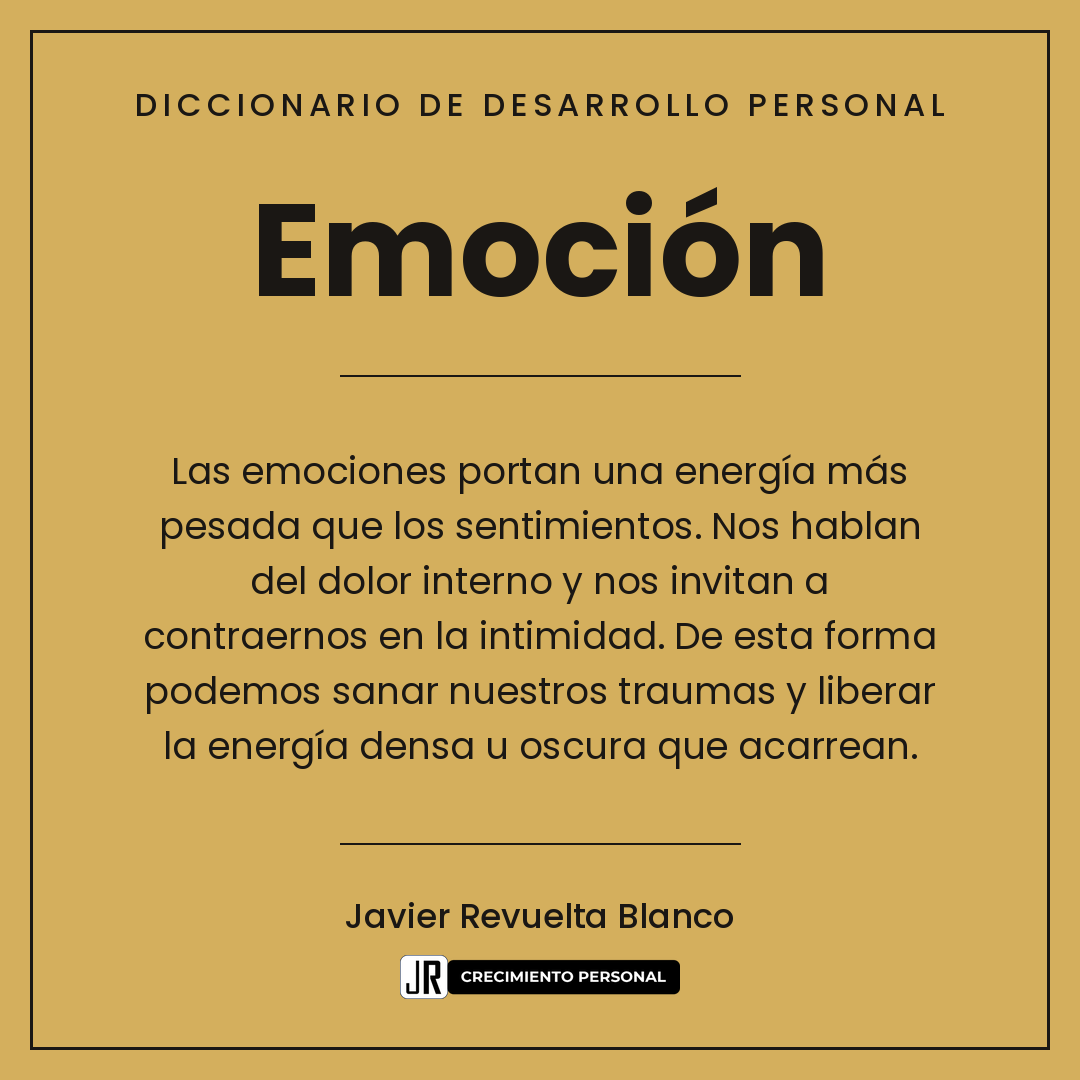 DICCIONARIO DE DESARROLLO PERSONAL
Emoción
Las emociones portan una energía más
pesada que los sentimientos. Nos hablan
del dolor interno y nos invitan a
contraernos en la intimidad. De esta forma
podemos sanar nuestros traumas y liberar
la energía densa u oscura que acarrean.
Javier Revuelta Blanco
JR CRECIMIENTO PERSONAL